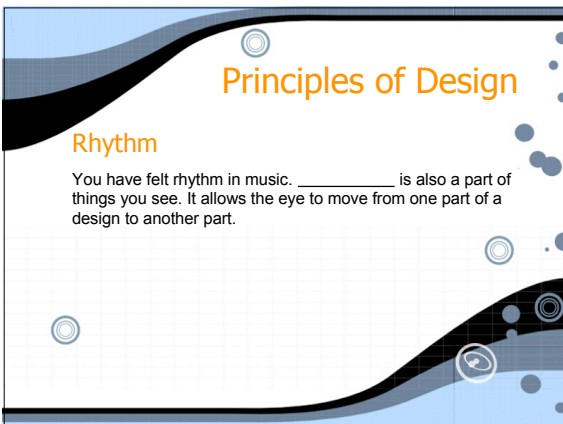 Principles of Design
Rhythm
You have felt rhythm in music. ___________ is also a part of
things you see. It allows the eye to move from one part of a
design to another part.